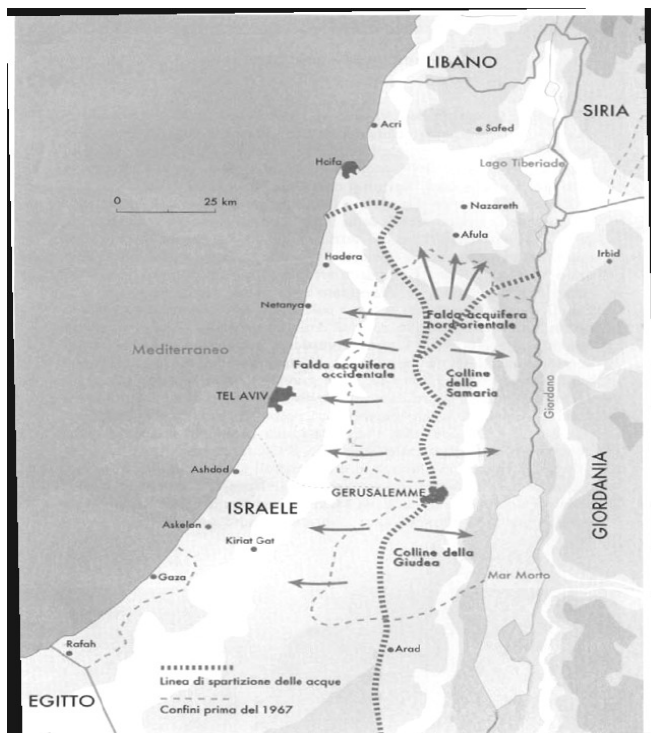 LIBANO
SIRIA
Acri
Safed
Lago Tiberiade
Haifa
0 25 km
Nazareth
Afula
Irbid
Hadera
Netanya
Falda acquifera
nord-orientale
Mediterraneo
Falda acquifera
occidentale
Colline
della
Samaria
TEL AVIV
Giordano
Ashdod
GERUSALEMME
ISRAELE
GIORDANIA
Askelon
Kiriat Gat
Colline della
Giudea
Gaza
Mar Morto
Rafah
Arad
Linea di spartizione delle acque
EGITTO
Confini prima del 1967